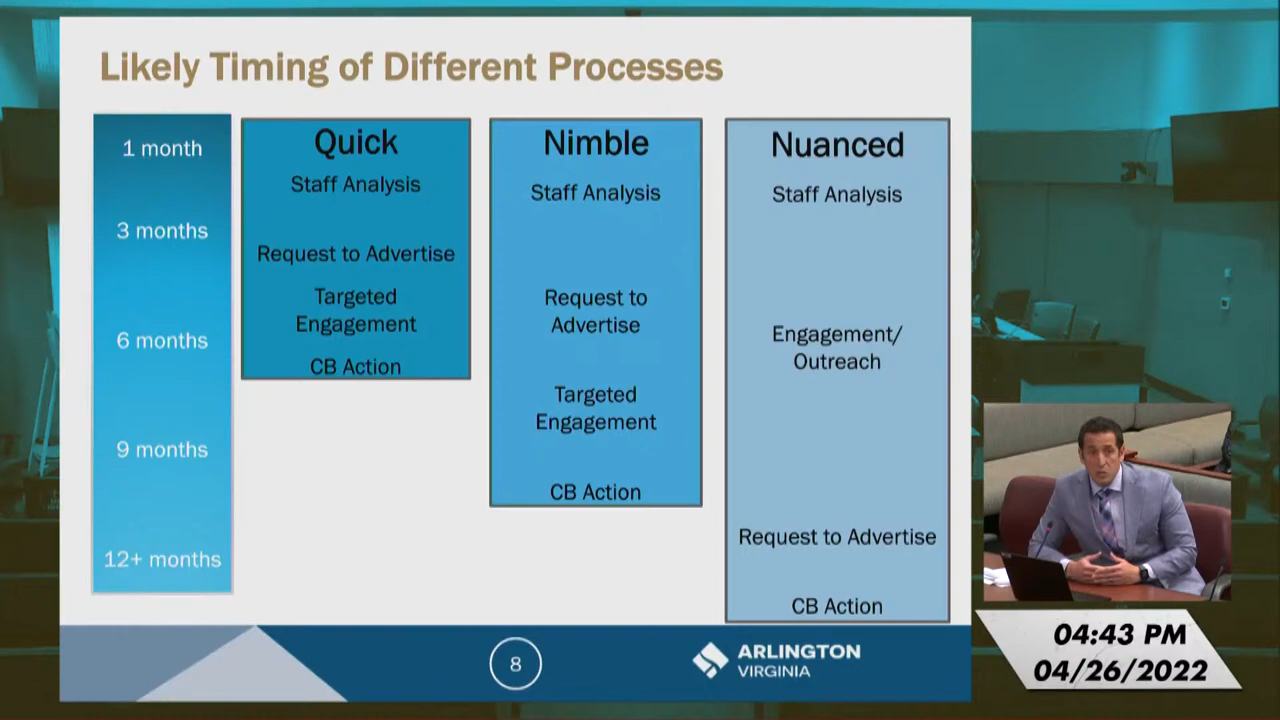 Likely Timing of Different Processes
1 month
3 months
6 months
9 months
12+ months
Quick
Staff Analysis
Request to Advertise
Targeted
Engagement
CB Action
Nimble
Staff Analysis
Request to
Advertise
Targeted
Engagement
CB Action
Nuanced
Staff Analysis
Engagement/
Outreach
Request to Advertise
CB Action
8
ARLINGTON
VIRGINIA
04:43 PM
04/26/2022